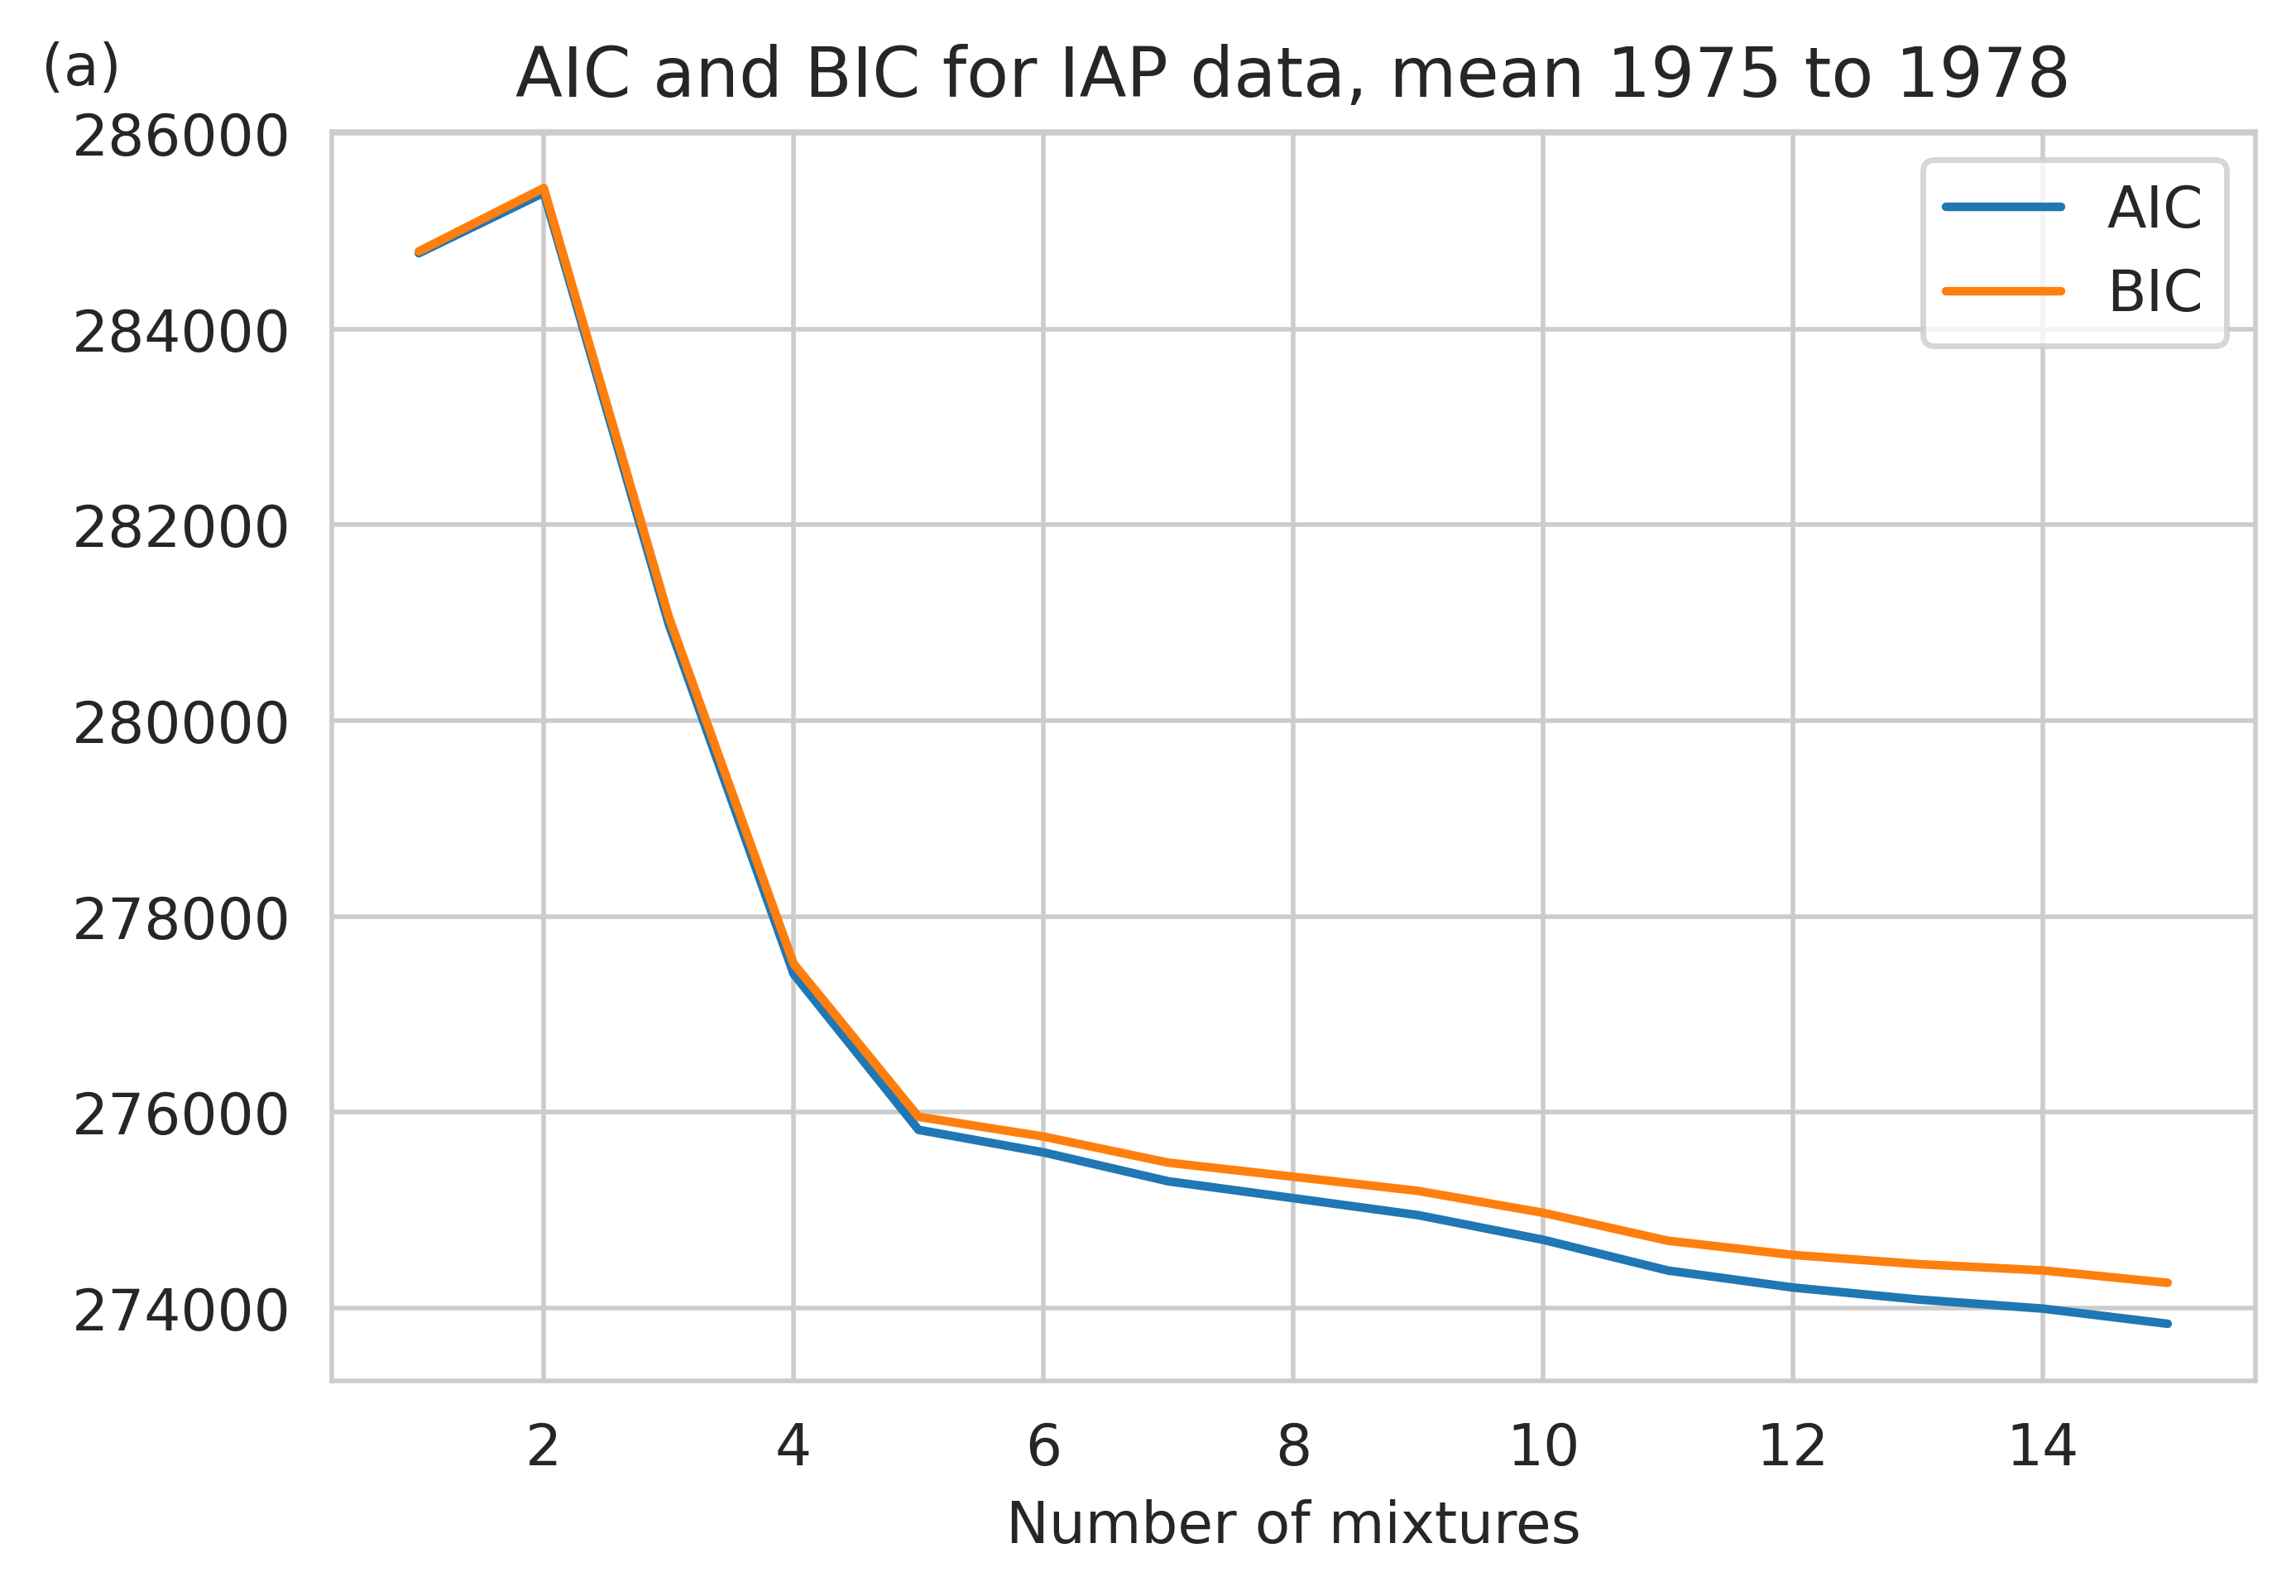 (a)
AIC and BIC for IAP data, mean 1975 to 1978
286000
284000
282000
280000
278000
276000
274000
AIC
BIC
2 4 6 8 10 12 14
Number of mixtures